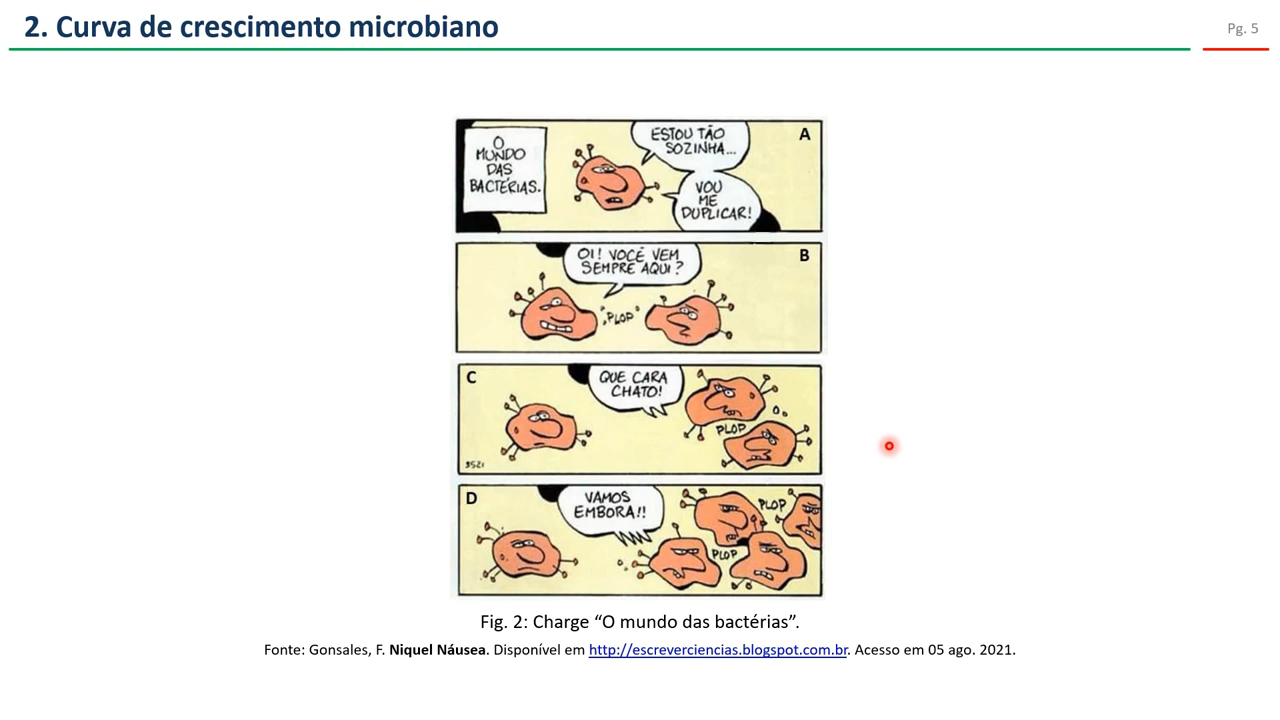 2. Curva de crescimento microbiano
Pg. 5
O
MUNDO
DAS
BACTÉRIAS.
ESTOU TÃO
SOZINHA...
A
VOU
ME
DUPLICAR!
OI! VOCÊ VEM
SEMPRE AQUI?
B
"PLOP"
C
QUE CARA
CHATO!
PLOP
3521
D
VAMOS
EMBORA!!
PLOP
PLOP
Fig. 2: Charge “O mundo das bactérias”.
Fonte: Gonsales, F. Niquel Náusea. Disponível em http://escreverciencias.blogspot.com.br. Acesso em 05 ago. 2021.